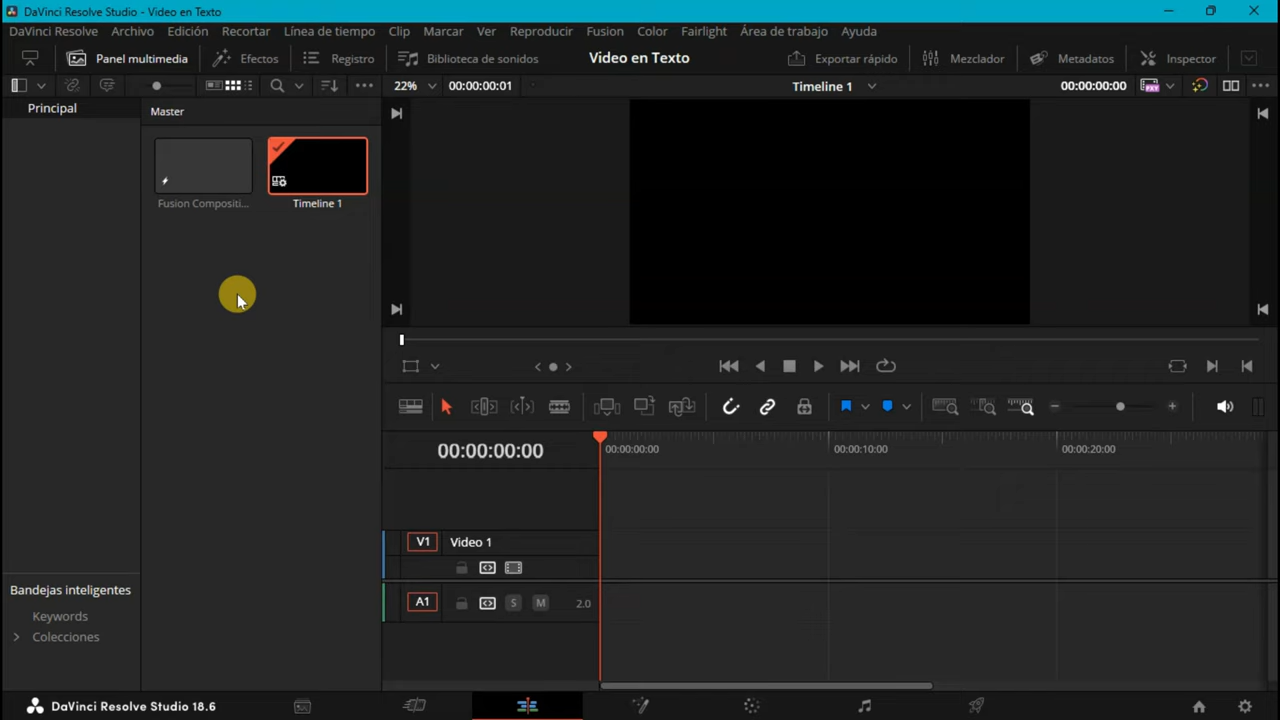 DaVinci Resolve Studio - Video en Texto
DaVinci Resolve Archivo Edición Recortar Línea de tiempo Clip Marcar Ver Reproducir Fusion Color Fairlight Área de trabajo Ayuda
Panel multimedia Efectos Registro Biblioteca de sonidos Video en Texto Exportar rápido Mezclador Metadatos Inspector
22% 00:00:00:01 Timeline 1 00:00:00:00
Principal
Master
Fusion Compositi...
Timeline 1
00:00:00:00
00:00:00:00 00:00:10:00 00:00:20:00
V1 Video 1
A1 S M 2.0
Bandejas inteligentes
Keywords
Colecciones
DaVinci Resolve Studio 18.6